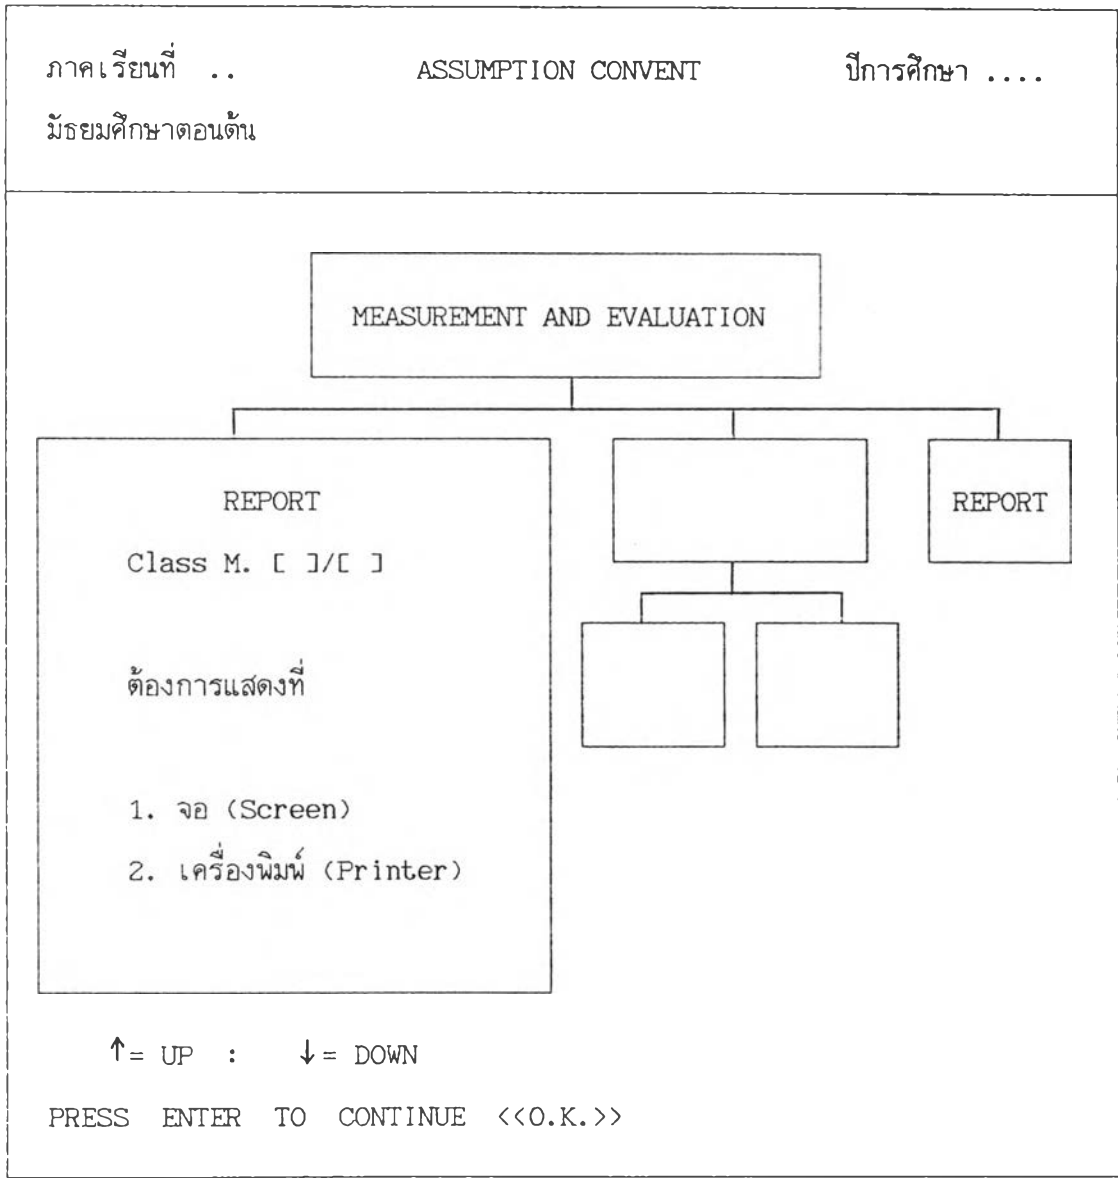 ภาคเรียนที่ .. ASSUMPTION CONVENT ปีการศึกษา ....
มัธยมศึกษาตอนต้น
MEASUREMENT AND EVALUATION
REPORT
Class M. [ ]/[ ]
ต้องการแสดงที่
1. จอ (Screen)
2. เครื่องพิมพ์ (Printer)
REPORT
↑= UP : ↓= DOWN
PRESS ENTER TO CONTINUE <<O.K.>>